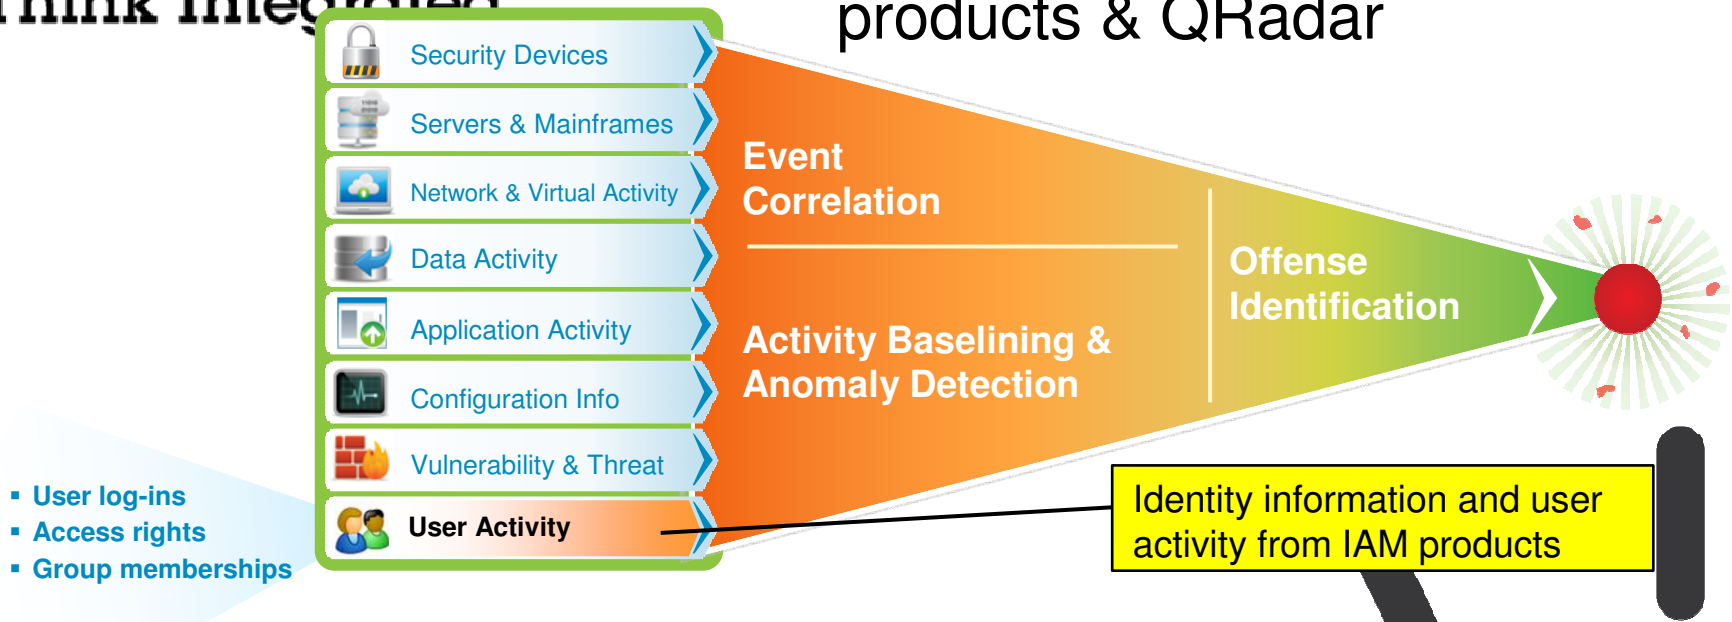 Think Integrated
products & QRadar
Security Devices
Servers & Mainframes
Network & Virtual Activity
Data Activity
Application Activity
Configuration Info
Vulnerability & Threat
User Activity
▪ User log-ins
▪ Access rights
▪ Group memberships
Event
Correlation
Activity Baselining &
Anomaly Detection
Offense
Identification
Identity information and user
activity from IAM products